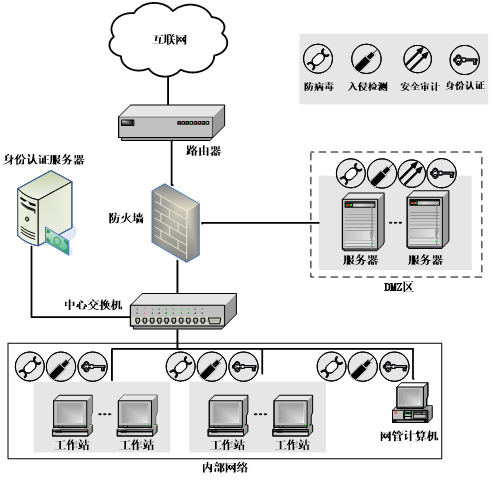 互联网
防病毒 入侵检测 安全审计 身份认证
路由器
身份认证服务器
防火墙
服务器 服务器
DMZ区
中心交换机
工作站 工作站 工作站 工作站
网管计算机
内部网络